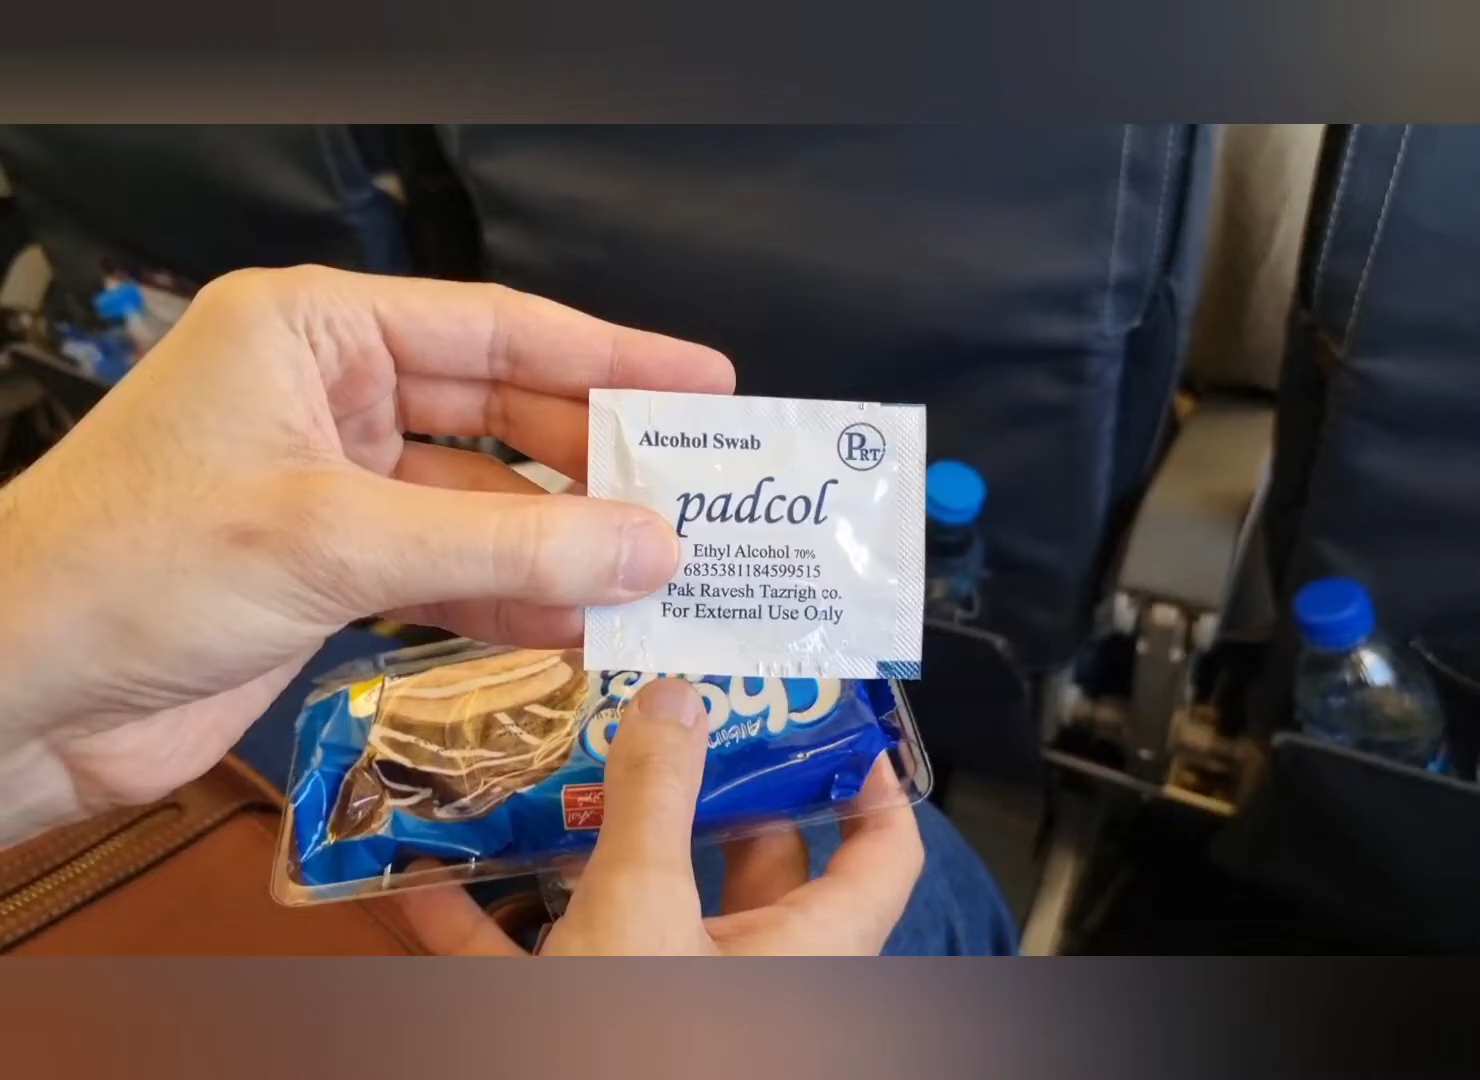 Alcohol Swab
PRT
padcol
Ethyl Alcohol 70%
6835381184599515
Pak Ravesh Tazrigh co.
For External Use Only